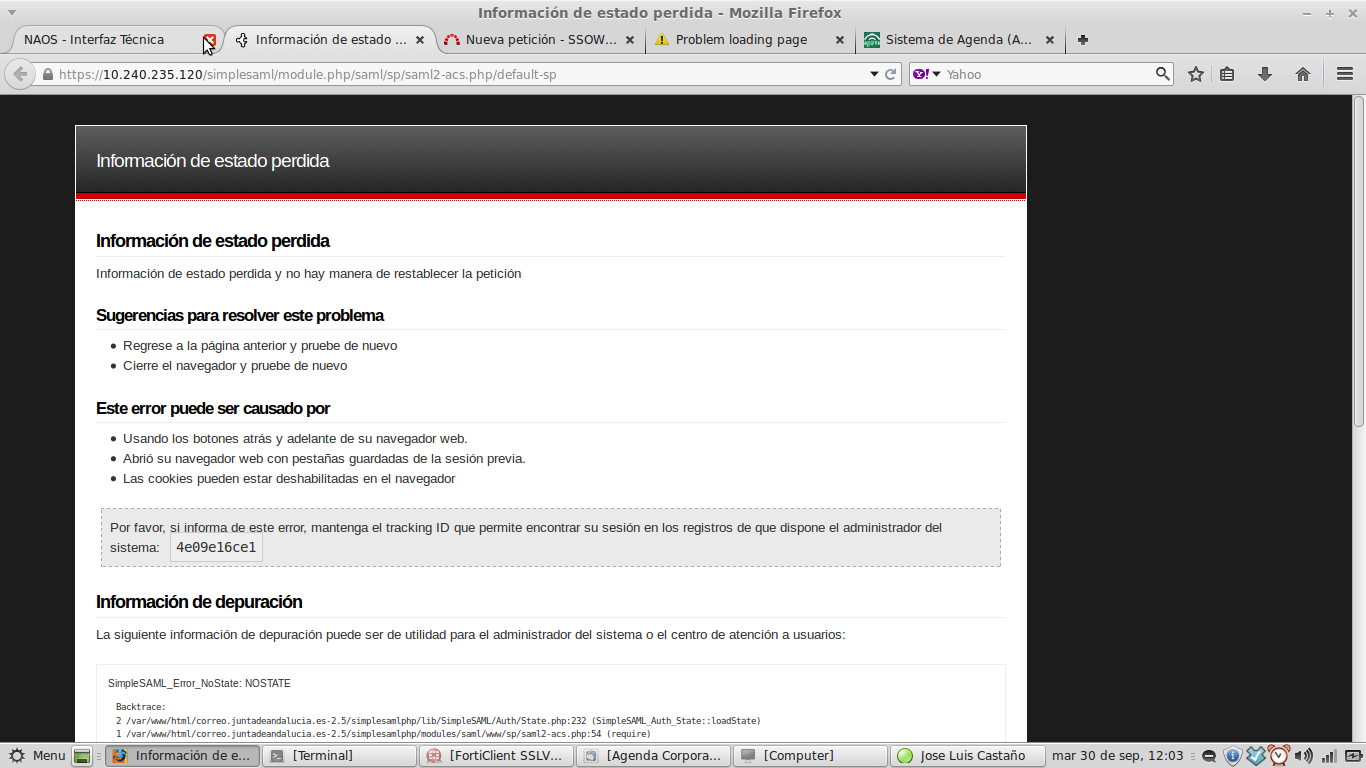 Información de estado perdida - Mozilla Firefox
NAOS - Interfaz Técnica
Información de estado ...
Nueva petición - SSOW...
Problem loading page
Sistema de Agenda (A...
https://10.240.235.120/simplesaml/module.php/saml/sp/saml2-acs.php/default-sp
Yahoo
Información de estado perdida
Información de estado perdida
Información de estado perdida y no hay manera de restablecer la petición
Sugerencias para resolver este problema
Regrese a la página anterior y pruebe de nuevo
Cierre el navegador y pruebe de nuevo
Este error puede ser causado por
Usando los botones atrás y adelante de su navegador web.
Abrió su navegador web con pestañas guardadas de la sesión previa.
Las cookies pueden estar deshabilitadas en el navegador
Por favor, si informa de este error, mantenga el tracking ID que permite encontrar su sesión en los registros de que dispone el administrador del
sistema: 4e09e16ce1
Información de depuración
La siguiente información de depuración puede ser de utilidad para el administrador del sistema o el centro de atención a usuarios:
SimpleSAML_Error_NoState: NOSTATE
Backtrace:
2 /var/www/html/correo.juntadeandalucia.es-2.5/simplesamlphp/lib/SimpleSAML/Auth/State.php:232 (SimpleSAML_Auth_State::loadState)
1 /var/www/html/correo.juntadeandalucia.es-2.5/simplesamlphp/modules/saml/www/sp/saml2-acs.php:54 (require)
Menu
Información de e...
[Terminal]
[FortiClient SSLV...
[Agenda Corpora...
[Computer]
Jose Luis Castaño
mar 30 de sep, 12:03